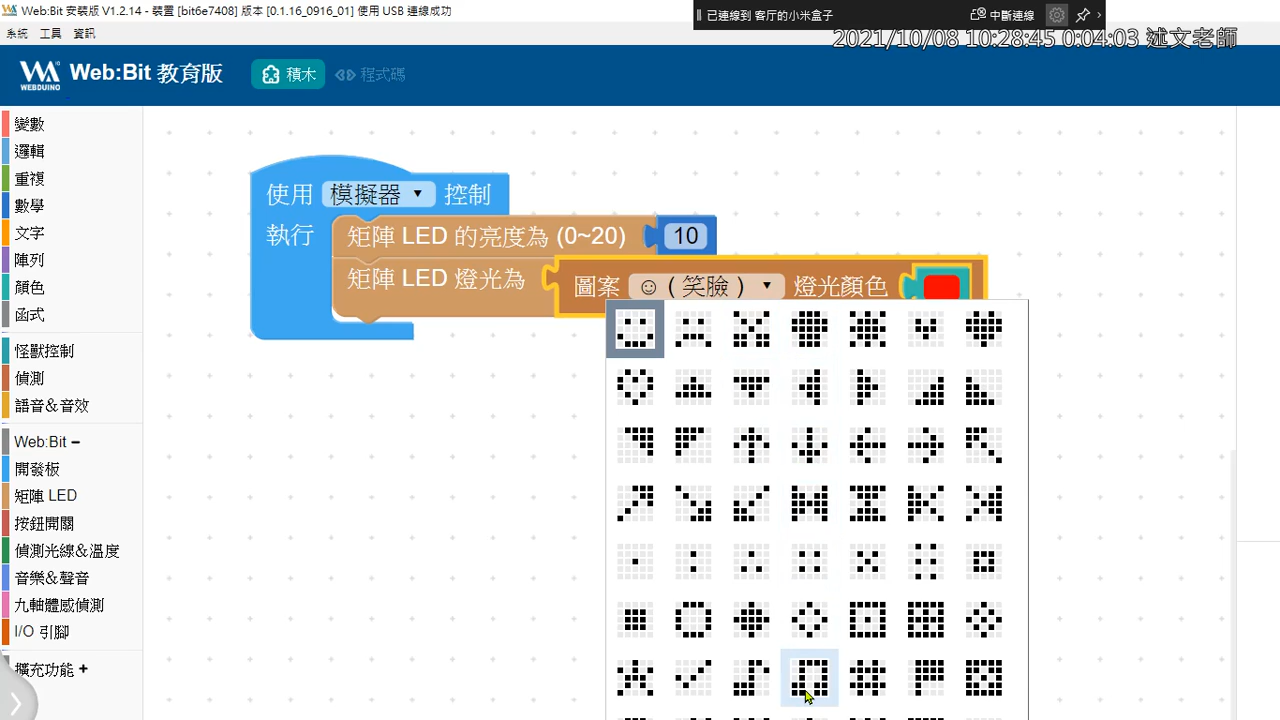 Web:Bit 安裝版 V1.2.14 - 裝置 [bit6e7408] 版本 [0.1.16_0916_01] 使用 USB 連線成功
已連線到 客厅的小米盒子
中斷連線
系統 工具 資訊
2021/10/08 10:28:45 0:04:03 述文老師
WEBDUINO
Web:Bit 教育版
積木
程式碼
變數
邏輯
重複
數學
文字
陣列
顏色
函式
怪獸控制
偵測
語音&音效
Web:Bit −
開發板
矩陣 LED
按鈕開關
偵測光線&溫度
音樂&聲音
九軸體感偵測
I/O 引腳
擴充功能 +
使用 模擬器 控制
執行
矩陣 LED 的亮度為 (0~20) 10
矩陣 LED 燈光為 圖案 ☺ ( 笑臉 ) 燈光顏色